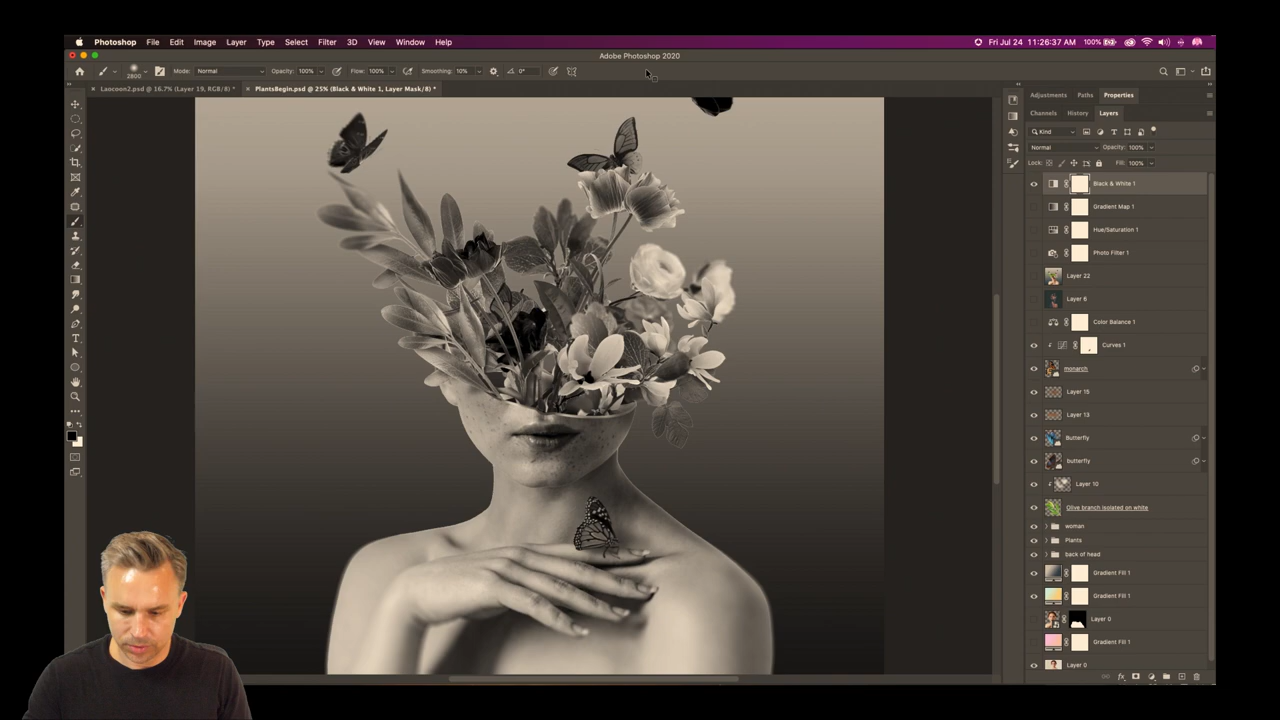 Photoshop File Edit Image Layer Type Select Filter 3D View Window Help
100% Fri Jul 24 11:26:37 AM
Adobe Photoshop 2020
2800 Mode: Normal Opacity: 100% Flow: 100% Smoothing: 10% 0°
Laocoon2.psd @ 16.7% (Layer 19, RGB/8) * PlantsBegin.psd @ 25% (Black & White 1, Layer Mask/8) *
Adjustments Paths Properties
Channels History Layers
Kind
Normal Opacity: 100%
Lock: Fill: 100%
Black & White 1
Gradient Map 1
Hue/Saturation 1
Photo Filter 1
Layer 22
Layer 6
Color Balance 1
Curves 1
monarch
Layer 15
Layer 13
Butterfly
butterfly
Layer 10
Olive branch isolated on white
woman
Plants
back of head
Gradient Fill 1
Gradient Fill 1
Layer 0
Gradient Fill 1
Layer 0